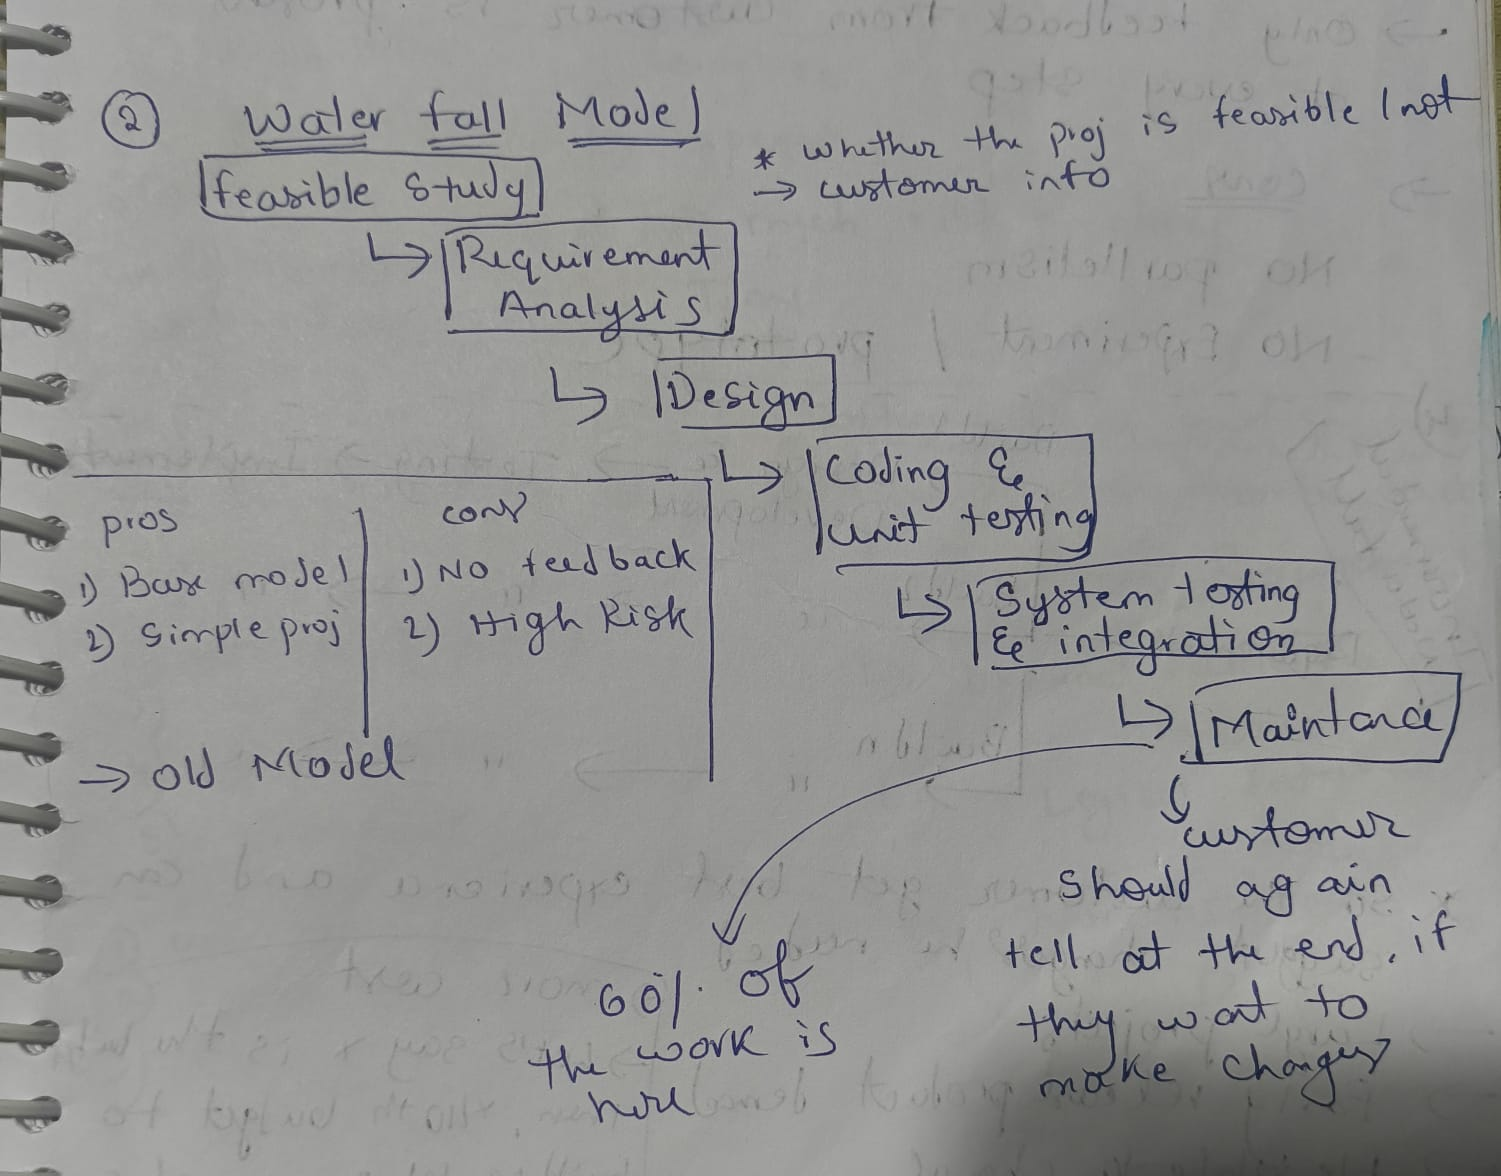 ② Water fall Model
* whether the proj is feasible / not
→ customer info
feasible study
↳ Requirement
Analysis
↳ Design
↳ Coding &
unit testing
↳ System testing
& integration
↳ Maintance
pros
1) Base model
2) Simple proj
cons
1) No feedback
2) High Risk
→ old Model
60% of
the work is
here
customer
should again
tell at the end, if
they want to
make changes